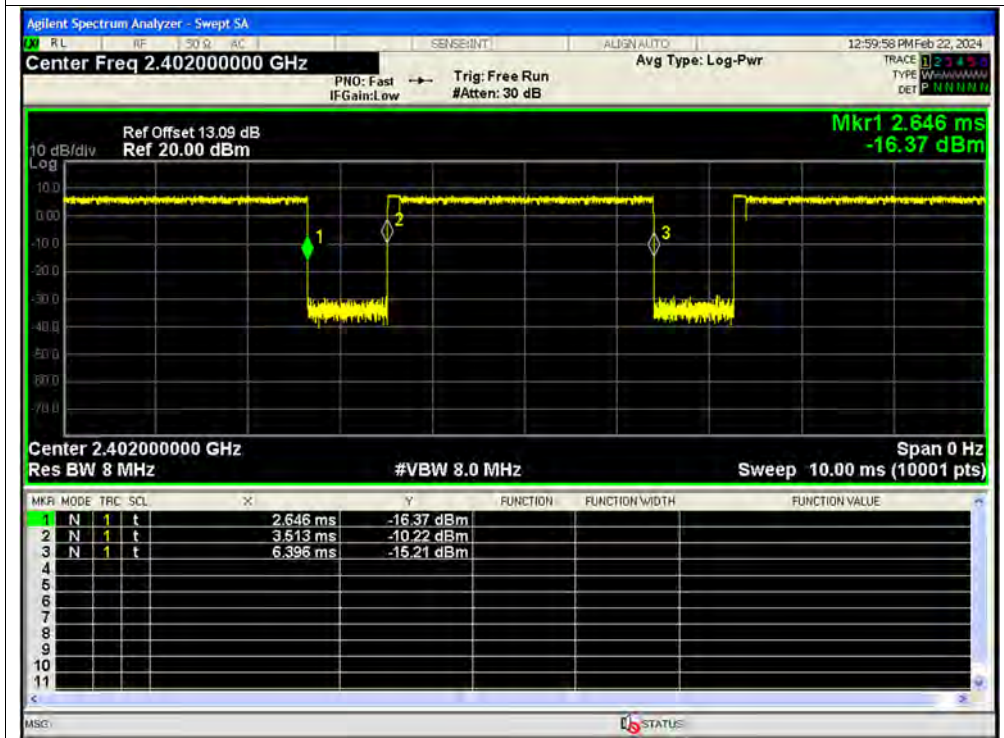 Agilent Spectrum Analyzer - Swept SA
RL RF 50 Ω AC SENSE:INT ALIGN AUTO 12:59:58 PM Feb 22, 2024
Center Freq 2.402000000 GHz
PNO: Fast
IFGain:Low
Trig: Free Run
#Atten: 30 dB
Avg Type: Log-Pwr
TRACE 1 2 3 4 5 6
TYPE W
DET P N N N N N
Mkr1 2.646 ms
-16.37 dBm
Ref Offset 13.09 dB
10 dB/div Ref 20.00 dBm
Log
10.0
0.00
-10.0
-20.0
-30.0
-40.0
-50.0
-60.0
-70.0
1
2
3
Center 2.402000000 GHz Span 0 Hz
Res BW 8 MHz #VBW 8.0 MHz Sweep 10.00 ms (10001 pts)
MKR MODE TRC SCL X Y FUNCTION FUNCTION WIDTH FUNCTION VALUE
1 N 1 t 2.646 ms -16.37 dBm
2 N 1 t 3.513 ms -10.22 dBm
3 N 1 t 6.396 ms -15.21 dBm
4
5
6
7
8
9
10
11
MSG STATUS